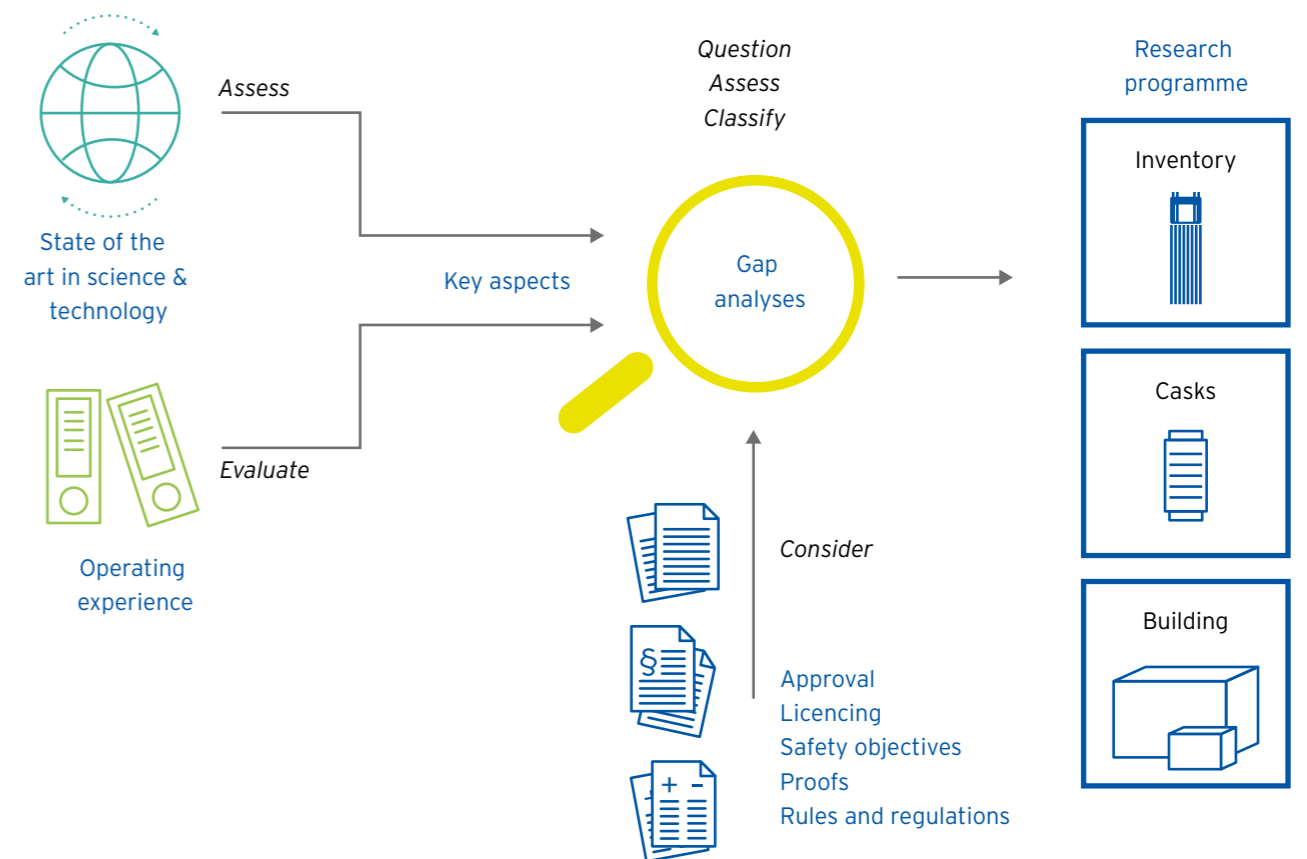 Assess
State of the
art in science &
technology
Key aspects
Evaluate
Operating
experience
Question
Assess
Classify
Gap
analyses
Consider
§
+ -
Approval
Licencing
Safety objectives
Proofs
Rules and regulations
Research
programme
Inventory
Casks
Building